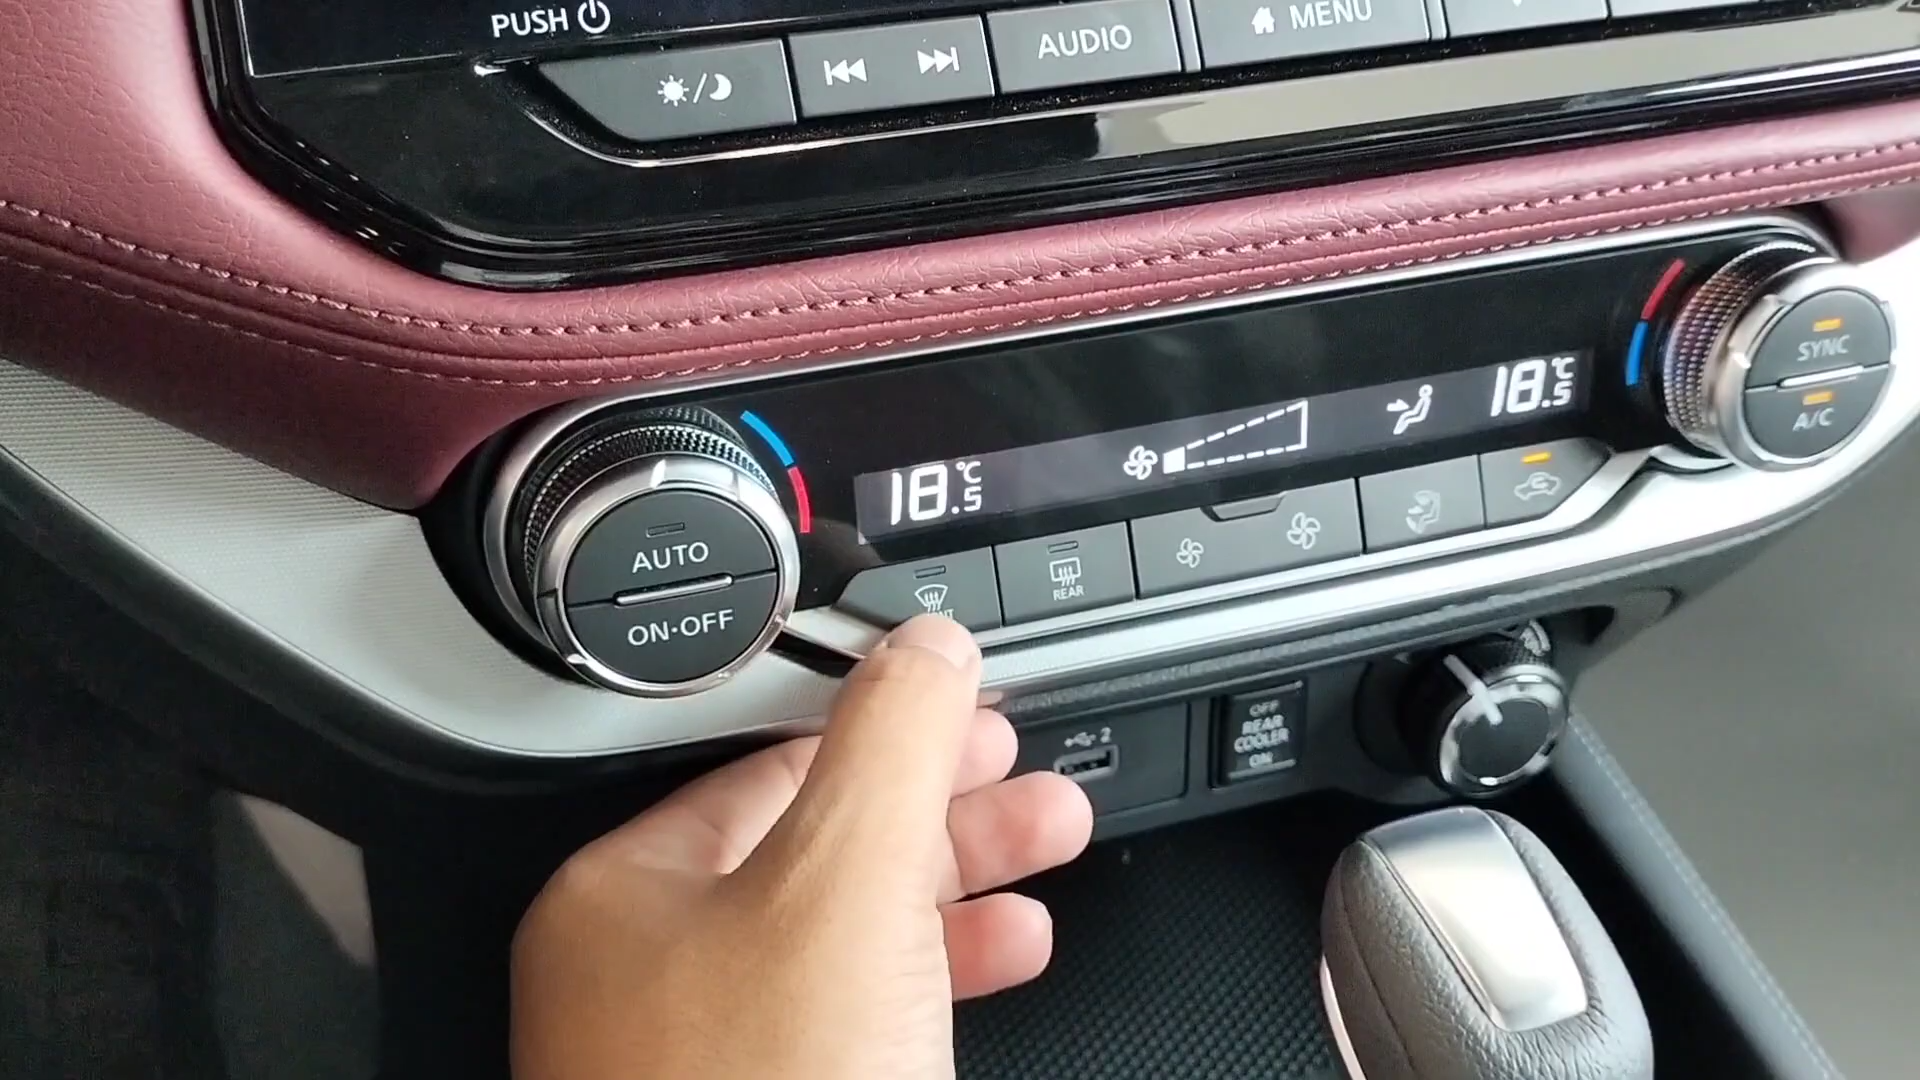 PUSH
AUDIO
MENU
SYNC
A/C
18.5°C
18.5°C
AUTO
ON•OFF
REAR
2
OFF
REAR
COOLER
ON